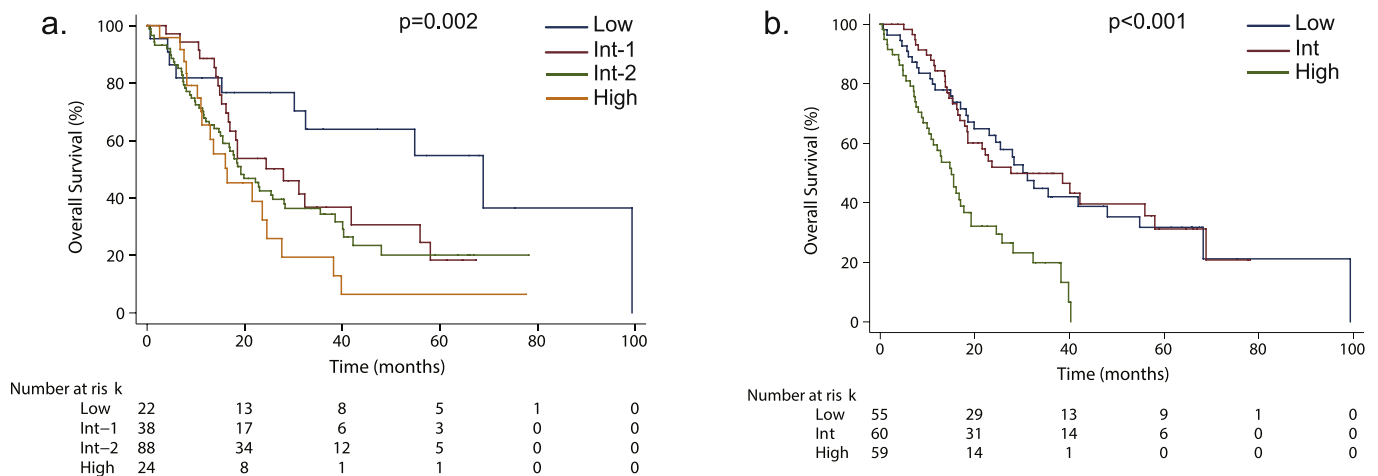 a.
p=0.002
Low
Int-1
Int-2
High
Overall Survival (%)
100
80
60
40
20
0
0 20 40 60 80 100
Time (months)
Number at ris k
Low 22 13 8 5 1 0
Int−1 38 17 6 3 0 0
Int−2 88 34 12 5 0 0
High 24 8 1 1 0 0
b.
p<0.001
Low
Int
High
Overall Survival (%)
100
80
60
40
20
0
0 20 40 60 80 100
Time (months)
Number at ris k
Low 55 29 13 9 1 0
Int 60 31 14 6 0 0
High 59 14 1 0 0 0